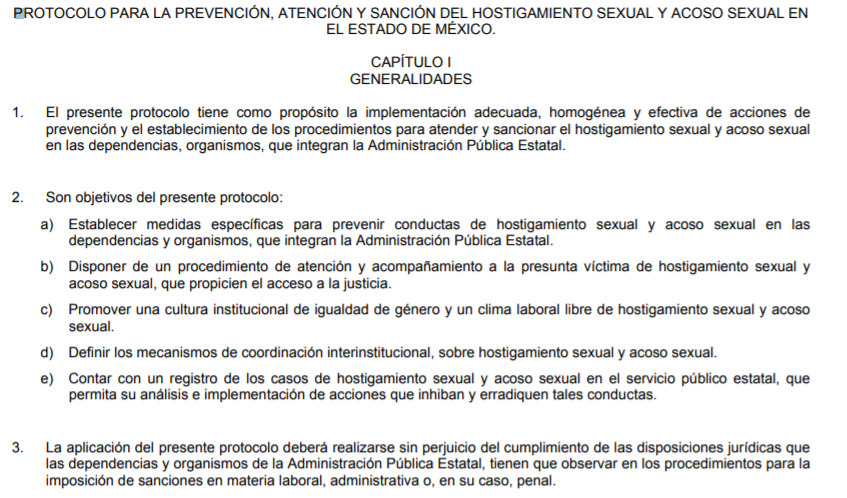 PROTOCOLO PARA LA PREVENCIÓN, ATENCIÓN Y SANCIÓN DEL HOSTIGAMIENTO SEXUAL Y ACOSO SEXUAL EN
EL ESTADO DE MÉXICO.
CAPÍTULO I
GENERALIDADES
1. El presente protocolo tiene como propósito la implementación adecuada, homogénea y efectiva de acciones de
prevención y el establecimiento de los procedimientos para atender y sancionar el hostigamiento sexual y acoso sexual
en las dependencias, organismos, que integran la Administración Pública Estatal.
2. Son objetivos del presente protocolo:
a) Establecer medidas específicas para prevenir conductas de hostigamiento sexual y acoso sexual en las
dependencias y organismos, que integran la Administración Pública Estatal.
b) Disponer de un procedimiento de atención y acompañamiento a la presunta víctima de hostigamiento sexual y
acoso sexual, que propicien el acceso a la justicia.
c) Promover una cultura institucional de igualdad de género y un clima laboral libre de hostigamiento sexual y acoso
sexual.
d) Definir los mecanismos de coordinación interinstitucional, sobre hostigamiento sexual y acoso sexual.
e) Contar con un registro de los casos de hostigamiento sexual y acoso sexual en el servicio público estatal, que
permita su análisis e implementación de acciones que inhiban y erradiquen tales conductas.
3. La aplicación del presente protocolo deberá realizarse sin perjuicio del cumplimiento de las disposiciones jurídicas que
las dependencias y organismos de la Administración Pública Estatal, tienen que observar en los procedimientos para la
imposición de sanciones en materia laboral, administrativa o, en su caso, penal.